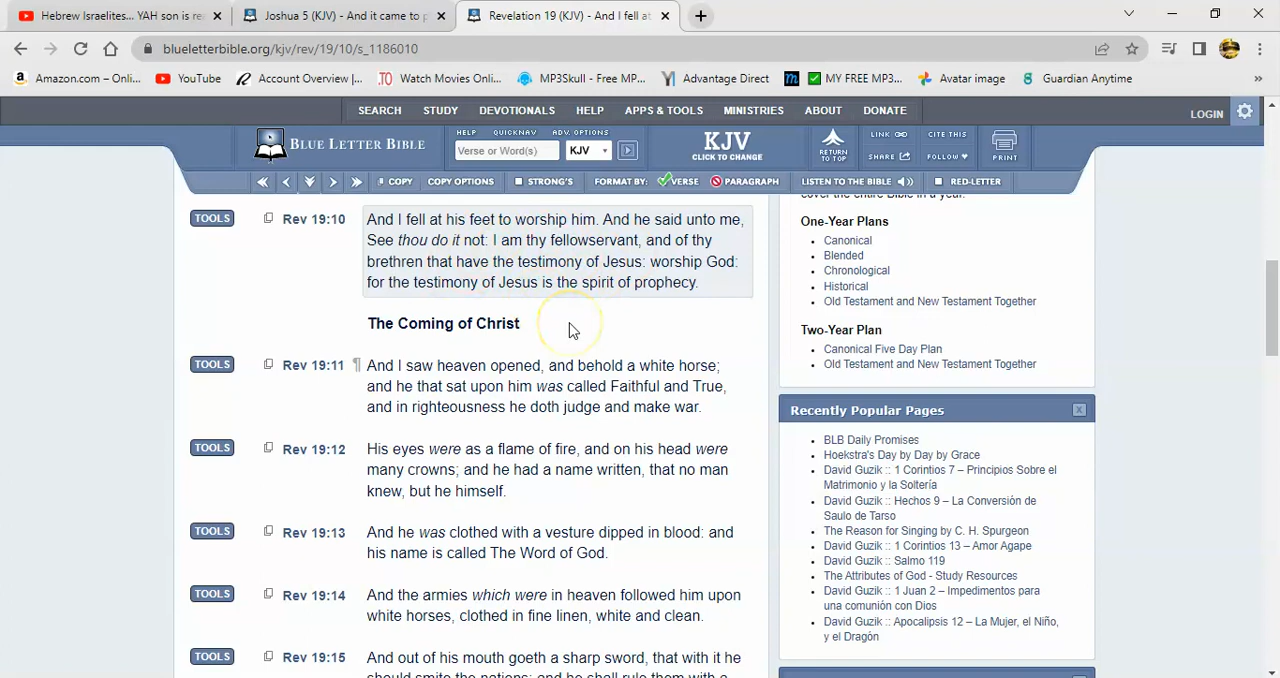 Hebrew Israelites... YAH son is re
Joshua 5 (KJV) - And it came to p
Revelation 19 (KJV) - And I fell at
blueletterbible.org/kjv/rev/19/10/s_1186010
Amazon.com – Onli...
YouTube
Account Overview |...
Watch Movies Onlin...
MP3Skull - Free MP...
Advantage Direct
MY FREE MP3...
Avatar image
Guardian Anytime
»
SEARCH STUDY DEVOTIONALS HELP APPS & TOOLS MINISTRIES ABOUT DONATE
LOGIN
BLUE LETTER BIBLE
HELP QUICKNAV ADV. OPTIONS
Verse or Word(s)
KJV
KJV
CLICK TO CHANGE
RETURN
TO TOP
LINK
CITE THIS
SHARE
FOLLOW
PRINT
COPY COPY OPTIONS STRONG'S FORMAT BY: VERSE PARAGRAPH LISTEN TO THE BIBLE RED-LETTER
TOOLS
Rev 19:10
And I fell at his feet to worship him. And he said unto me,
See thou do it not: I am thy fellowservant, and of thy
brethren that have the testimony of Jesus: worship God:
for the testimony of Jesus is the spirit of prophecy.
The Coming of Christ
TOOLS
Rev 19:11
¶ And I saw heaven opened, and behold a white horse;
and he that sat upon him was called Faithful and True,
and in righteousness he doth judge and make war.
TOOLS
Rev 19:12
His eyes were as a flame of fire, and on his head were
many crowns; and he had a name written, that no man
knew, but he himself.
TOOLS
Rev 19:13
And he was clothed with a vesture dipped in blood: and
his name is called The Word of God.
TOOLS
Rev 19:14
And the armies which were in heaven followed him upon
white horses, clothed in fine linen, white and clean.
TOOLS
Rev 19:15
And out of his mouth goeth a sharp sword, that with it he
should smite the nations: and he shall rule them with a
cover the entire Bible in a year.
One-Year Plans
Canonical
Blended
Chronological
Historical
Old Testament and New Testament Together
Two-Year Plan
Canonical Five Day Plan
Old Testament and New Testament Together
Recently Popular Pages
BLB Daily Promises
Hoekstra's Day by Day by Grace
David Guzik :: 1 Corintios 7 – Principios Sobre el
Matrimonio y la Soltería
David Guzik :: Hechos 9 – La Conversión de
Saulo de Tarso
The Reason for Singing by C. H. Spurgeon
David Guzik :: 1 Corintios 13 – Amor Agape
David Guzik :: Salmo 119
The Attributes of God - Study Resources
David Guzik :: 1 Juan 2 – Impedimentos para
una comunión con Dios
David Guzik :: Apocalipsis 12 – La Mujer, el Niño,
y el Dragón